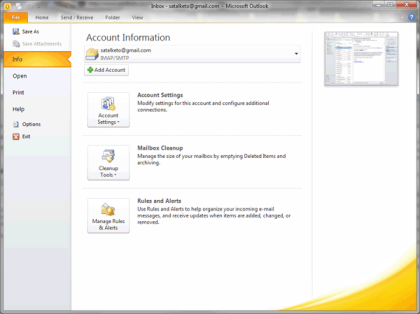 Inbox - satalketo@gmail.com - Microsoft Outlook
File Home Send / Receive Folder View
Save As
Save Attachments
Info
Open
Print
Help
Options
Exit
Account Information
satalketo@gmail.com
IMAP/SMTP
Add Account
Account Settings
Account Settings
Modify settings for this account and configure additional
connections.
Cleanup Tools
Mailbox Cleanup
Manage the size of your mailbox by emptying Deleted Items and
archiving.
Manage Rules & Alerts
Rules and Alerts
Use Rules and Alerts to help organize your incoming e-mail
messages, and receive updates when items are added, changed, or
removed.